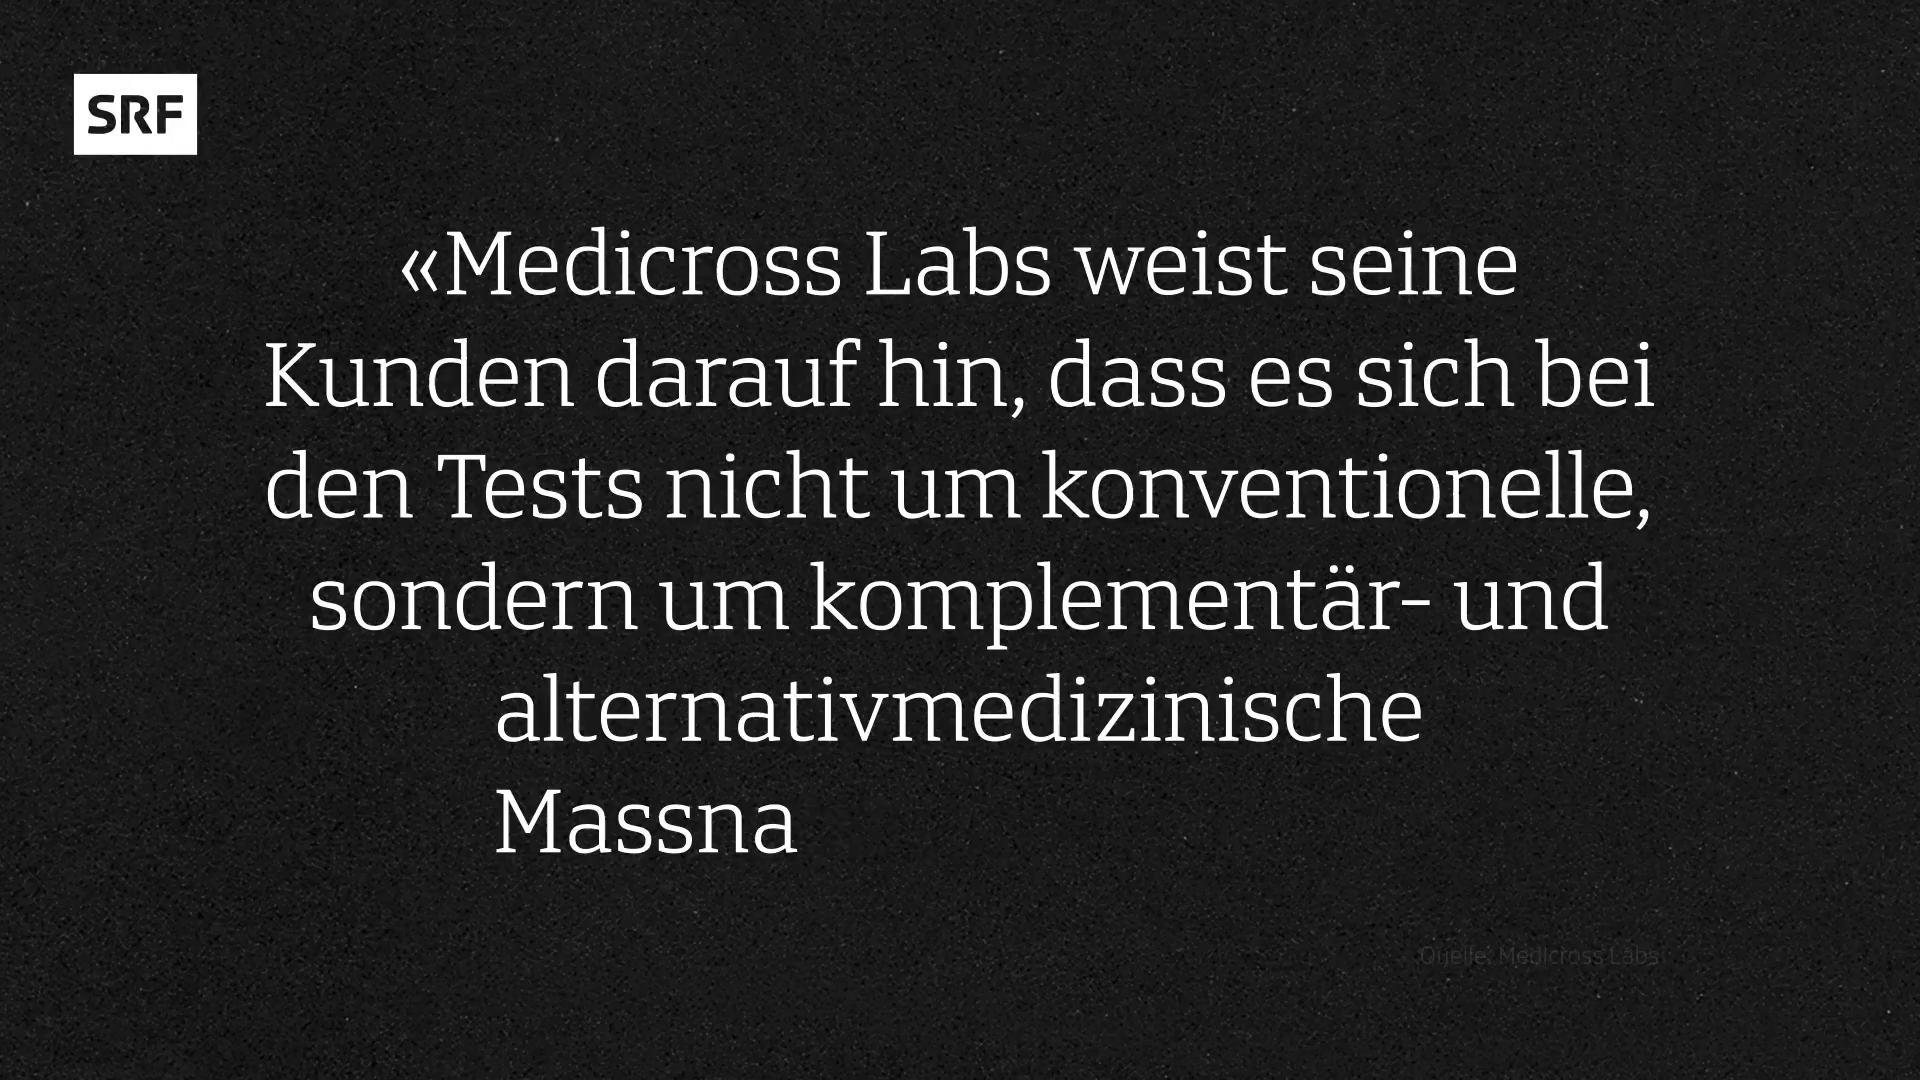 SRF
«Medicross Labs weist seine
Kunden darauf hin, dass es sich bei
den Tests nicht um konventionelle,
sondern um komplementär- und
alternativmedizinische
Massna
Quelle: Medicross Labs